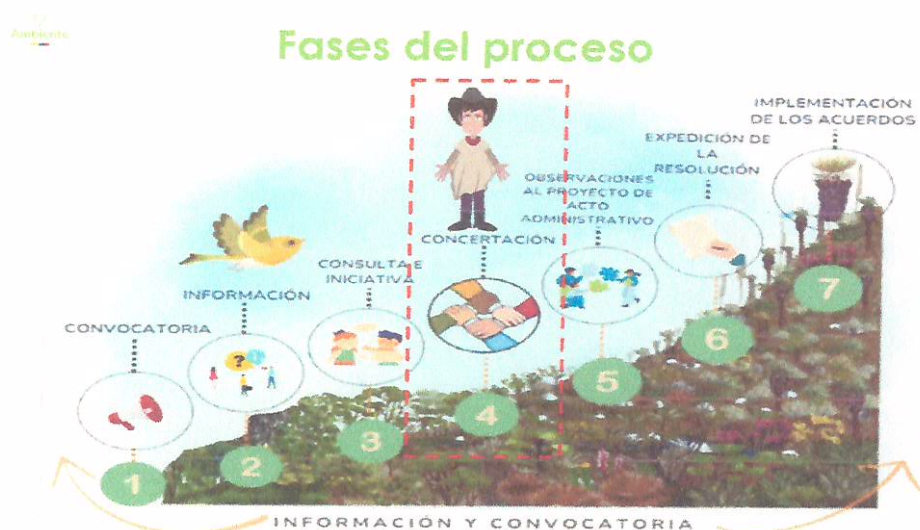 Ambiente
Fases del proceso
CONVOCATORIA
INFORMACIÓN
CONSULTA E
INICIATIVA
CONCERTACIÓN
OBSERVACIONES
AL PROYECTO DE
ACTO
ADMINISTRATIVO
EXPEDICIÓN DE
LA
RESOLUCIÓN
IMPLEMENTACIÓN
DE LOS ACUERDOS
?
1
2
3
4
5
6
7
INFORMACIÓN Y CONVOCATORIA